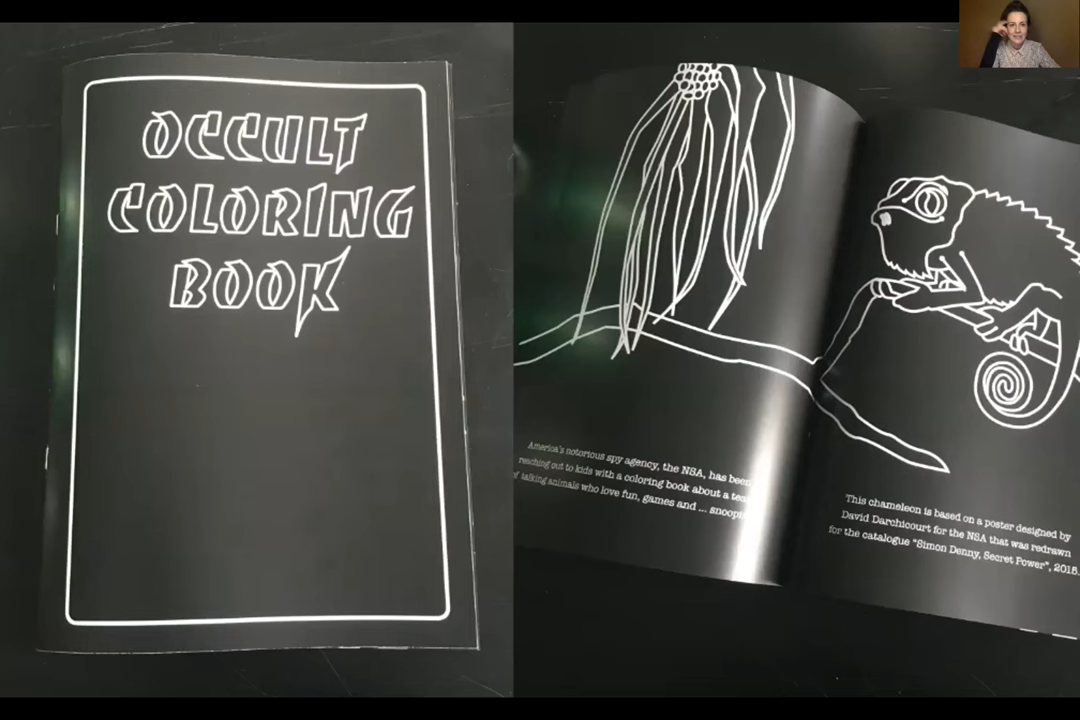 OCCULT
COLORING
BOOK
America's notorious spy agency, the NSA, has been
reaching out to kids with a coloring book about a
of talking animals who love fun, games and ...
This chameleon is based on a poster designed by
David Darchicourt for the NSA that was redrawn
for the catalogue "Simon Denny, Secret Power", 2015.